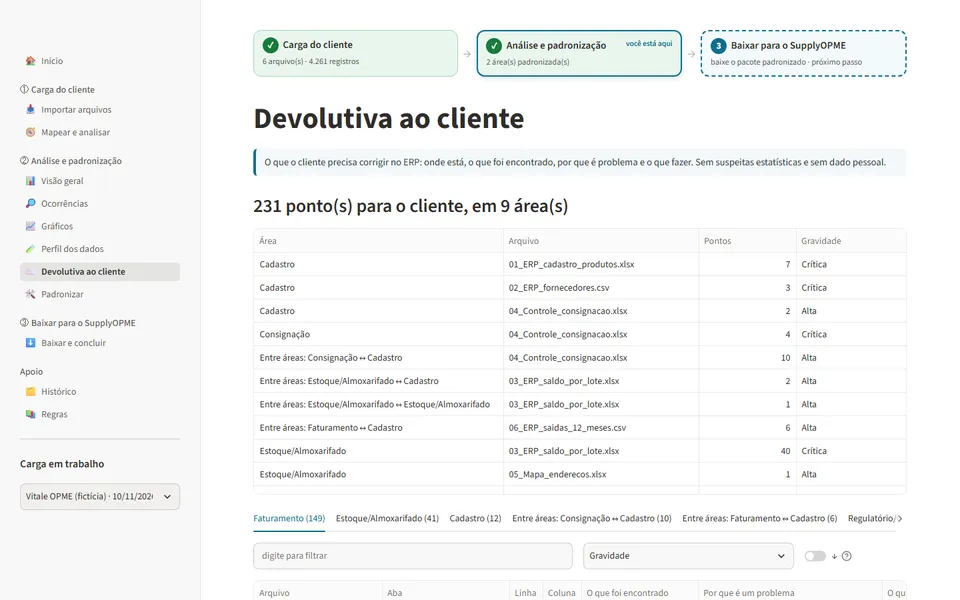 Início
① Carga do cliente
Importar arquivos
Mapear e analisar
② Análise e padronização
Visão geral
Ocorrências
Gráficos
Perfil dos dados
Devolutiva ao cliente
Padronizar
③ Baixar para o SupplyOPME
Baixar e concluir
Apoio
Histórico
Regras
Carga em trabalho
Vitale OPME (fictícia) · 10/11/202
✓ Carga do cliente
6 arquivo(s) · 4.261 registros
→
✓ Análise e padronização você está aqui
2 área(s) padronizada(s)
→
3 Baixar para o SupplyOPME
baixe o pacote padronizado · próximo passo
Devolutiva ao cliente
O que o cliente precisa corrigir no ERP: onde está, o que foi encontrado, por que é problema e o que fazer. Sem suspeitas estatísticas e sem dado pessoal.
231 ponto(s) para o cliente, em 9 área(s)
Área Arquivo Pontos Gravidade
Cadastro 01_ERP_cadastro_produtos.xlsx 7 Crítica
Cadastro 02_ERP_fornecedores.csv 3 Crítica
Cadastro 04_Controle_consignacao.xlsx 2 Alta
Consignação 04_Controle_consignacao.xlsx 4 Crítica
Entre áreas: Consignação ↔ Cadastro 04_Controle_consignacao.xlsx 10 Alta
Entre áreas: Estoque/Almoxarifado ↔ Cadastro 03_ERP_saldo_por_lote.xlsx 2 Alta
Entre áreas: Estoque/Almoxarifado ↔ Estoque/Almoxarifado 03_ERP_saldo_por_lote.xlsx 1 Alta
Entre áreas: Faturamento ↔ Cadastro 06_ERP_saidas_12_meses.csv 6 Alta
Estoque/Almoxarifado 03_ERP_saldo_por_lote.xlsx 40 Crítica
Estoque/Almoxarifado 05_Mapa_enderecos.xlsx 1 Alta
Faturamento (149) Estoque/Almoxarifado (41) Cadastro (12) Entre áreas: Consignação ↔ Cadastro (10) Entre áreas: Faturamento ↔ Cadastro (6) Regulatório/
digite para filtrar Gravidade ↓ ?
Arquivo Aba Linha Coluna O que foi encontrado Por que é um problema O qu